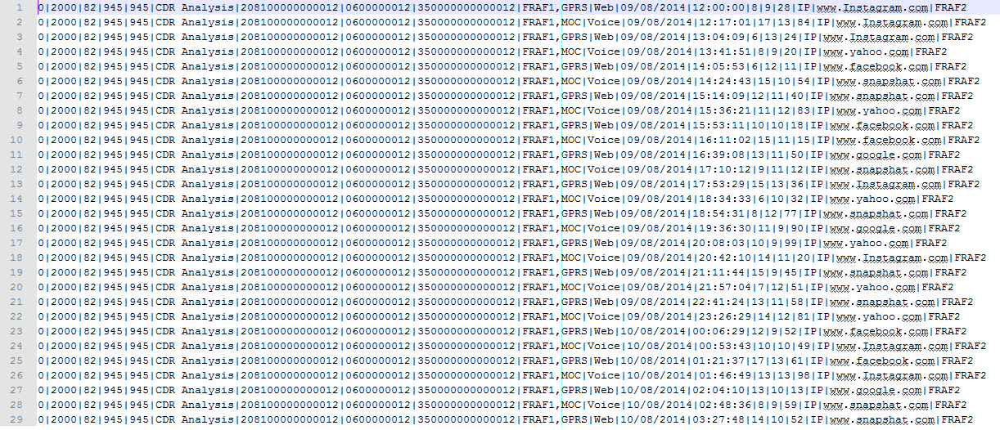 1 0|2000|82|945|945|CDR Analysis|208100000000012|0600000012|350000000000012|FRAF1,GPRS|Web|09/08/2014|12:00:00|8|9|28|IP|www.Instagram.com|FRAF2
2 0|2000|82|945|945|CDR Analysis|208100000000012|0600000012|350000000000012|FRAF1,MOC|Voice|09/08/2014|12:17:01|17|13|84|IP|www.Instagram.com|FRAF2
3 0|2000|82|945|945|CDR Analysis|208100000000012|0600000012|350000000000012|FRAF1,GPRS|Web|09/08/2014|13:04:09|6|13|24|IP|www.Instagram.com|FRAF2
4 0|2000|82|945|945|CDR Analysis|208100000000012|0600000012|350000000000012|FRAF1,MOC|Voice|09/08/2014|13:41:51|8|9|20|IP|www.yahoo.com|FRAF2
5 0|2000|82|945|945|CDR Analysis|208100000000012|0600000012|350000000000012|FRAF1,GPRS|Web|09/08/2014|14:05:53|6|12|11|IP|www.facebook.com|FRAF2
6 0|2000|82|945|945|CDR Analysis|208100000000012|0600000012|350000000000012|FRAF1,MOC|Voice|09/08/2014|14:24:43|15|10|54|IP|www.snapshat.com|FRAF2
7 0|2000|82|945|945|CDR Analysis|208100000000012|0600000012|350000000000012|FRAF1,GPRS|Web|09/08/2014|15:14:09|12|11|40|IP|www.snapshat.com|FRAF2
8 0|2000|82|945|945|CDR Analysis|208100000000012|0600000012|350000000000012|FRAF1,MOC|Voice|09/08/2014|15:36:21|11|12|83|IP|www.yahoo.com|FRAF2
9 0|2000|82|945|945|CDR Analysis|208100000000012|0600000012|350000000000012|FRAF1,GPRS|Web|09/08/2014|15:53:11|10|10|18|IP|www.facebook.com|FRAF2
10 0|2000|82|945|945|CDR Analysis|208100000000012|0600000012|350000000000012|FRAF1,MOC|Voice|09/08/2014|16:11:02|15|11|15|IP|www.facebook.com|FRAF2
11 0|2000|82|945|945|CDR Analysis|208100000000012|0600000012|350000000000012|FRAF1,GPRS|Web|09/08/2014|16:39:08|13|11|50|IP|www.google.com|FRAF2
12 0|2000|82|945|945|CDR Analysis|208100000000012|0600000012|350000000000012|FRAF1,MOC|Voice|09/08/2014|17:10:12|9|11|12|IP|www.snapshat.com|FRAF2
13 0|2000|82|945|945|CDR Analysis|208100000000012|0600000012|350000000000012|FRAF1,GPRS|Web|09/08/2014|17:53:29|15|13|36|IP|www.Instagram.com|FRAF2
14 0|2000|82|945|945|CDR Analysis|208100000000012|0600000012|350000000000012|FRAF1,MOC|Voice|09/08/2014|18:34:33|6|10|32|IP|www.yahoo.com|FRAF2
15 0|2000|82|945|945|CDR Analysis|208100000000012|0600000012|350000000000012|FRAF1,GPRS|Web|09/08/2014|18:54:31|8|12|77|IP|www.snapshat.com|FRAF2
16 0|2000|82|945|945|CDR Analysis|208100000000012|0600000012|350000000000012|FRAF1,MOC|Voice|09/08/2014|19:36:30|11|9|90|IP|www.google.com|FRAF2
17 0|2000|82|945|945|CDR Analysis|208100000000012|0600000012|350000000000012|FRAF1,GPRS|Web|09/08/2014|20:08:03|10|9|99|IP|www.yahoo.com|FRAF2
18 0|2000|82|945|945|CDR Analysis|208100000000012|0600000012|350000000000012|FRAF1,MOC|Voice|09/08/2014|20:42:10|14|11|20|IP|www.Instagram.com|FRAF2
19 0|2000|82|945|945|CDR Analysis|208100000000012|0600000012|350000000000012|FRAF1,GPRS|Web|09/08/2014|21:11:44|15|9|45|IP|www.snapshat.com|FRAF2
20 0|2000|82|945|945|CDR Analysis|208100000000012|0600000012|350000000000012|FRAF1,MOC|Voice|09/08/2014|21:57:04|7|12|51|IP|www.yahoo.com|FRAF2
21 0|2000|82|945|945|CDR Analysis|208100000000012|0600000012|350000000000012|FRAF1,GPRS|Web|09/08/2014|22:41:24|13|11|58|IP|www.snapshat.com|FRAF2
22 0|2000|82|945|945|CDR Analysis|208100000000012|0600000012|350000000000012|FRAF1,MOC|Voice|09/08/2014|23:26:29|14|12|81|IP|www.yahoo.com|FRAF2
23 0|2000|82|945|945|CDR Analysis|208100000000012|0600000012|350000000000012|FRAF1,GPRS|Web|10/08/2014|00:06:29|12|9|52|IP|www.facebook.com|FRAF2
24 0|2000|82|945|945|CDR Analysis|208100000000012|0600000012|350000000000012|FRAF1,MOC|Voice|10/08/2014|00:53:43|10|10|49|IP|www.Instagram.com|FRAF2
25 0|2000|82|945|945|CDR Analysis|208100000000012|0600000012|350000000000012|FRAF1,GPRS|Web|10/08/2014|01:21:37|17|13|61|IP|www.facebook.com|FRAF2
26 0|2000|82|945|945|CDR Analysis|208100000000012|0600000012|350000000000012|FRAF1,MOC|Voice|10/08/2014|01:46:49|13|13|98|IP|www.Instagram.com|FRAF2
27 0|2000|82|945|945|CDR Analysis|208100000000012|0600000012|350000000000012|FRAF1,GPRS|Web|10/08/2014|02:04:10|13|10|13|IP|www.google.com|FRAF2
28 0|2000|82|945|945|CDR Analysis|208100000000012|0600000012|350000000000012|FRAF1,MOC|Voice|10/08/2014|02:48:36|8|9|59|IP|www.snapshat.com|FRAF2
29 0|2000|82|945|945|CDR Analysis|208100000000012|0600000012|350000000000012|FRAF1,GPRS|Web|10/08/2014|03:27:48|14|10|52|IP|www.snapshat.com|FRAF2